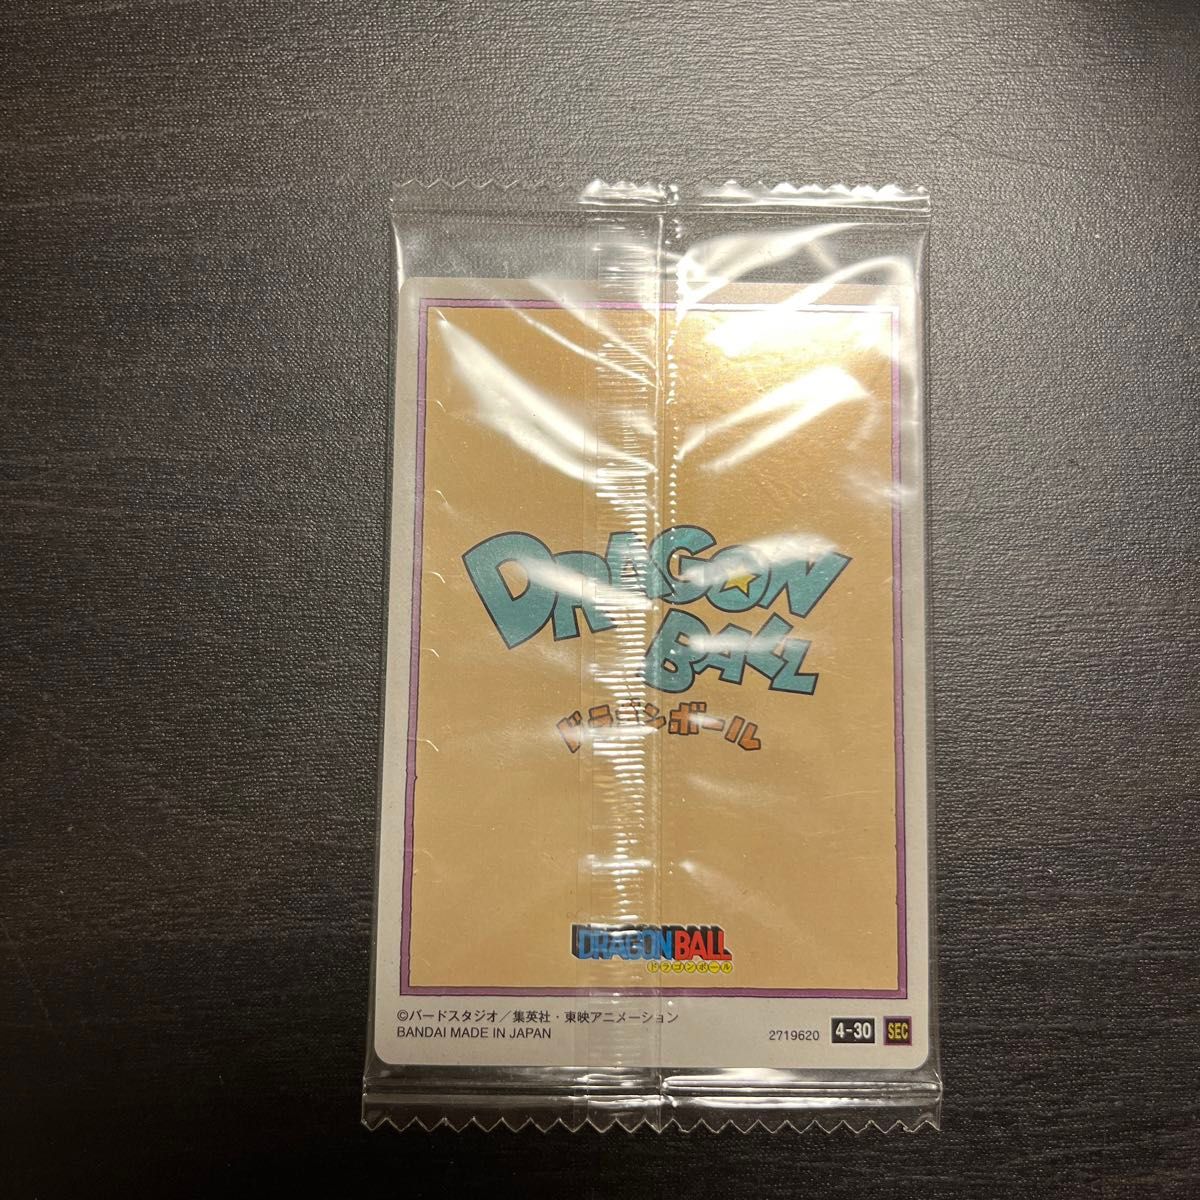 DRAGON
BALL
ドラゴンボール
DRAGONBALL
ドラゴンボール
©バードスタジオ／集英社・東映アニメーション
BANDAI MADE IN JAPAN
2719620 4-30 SEC